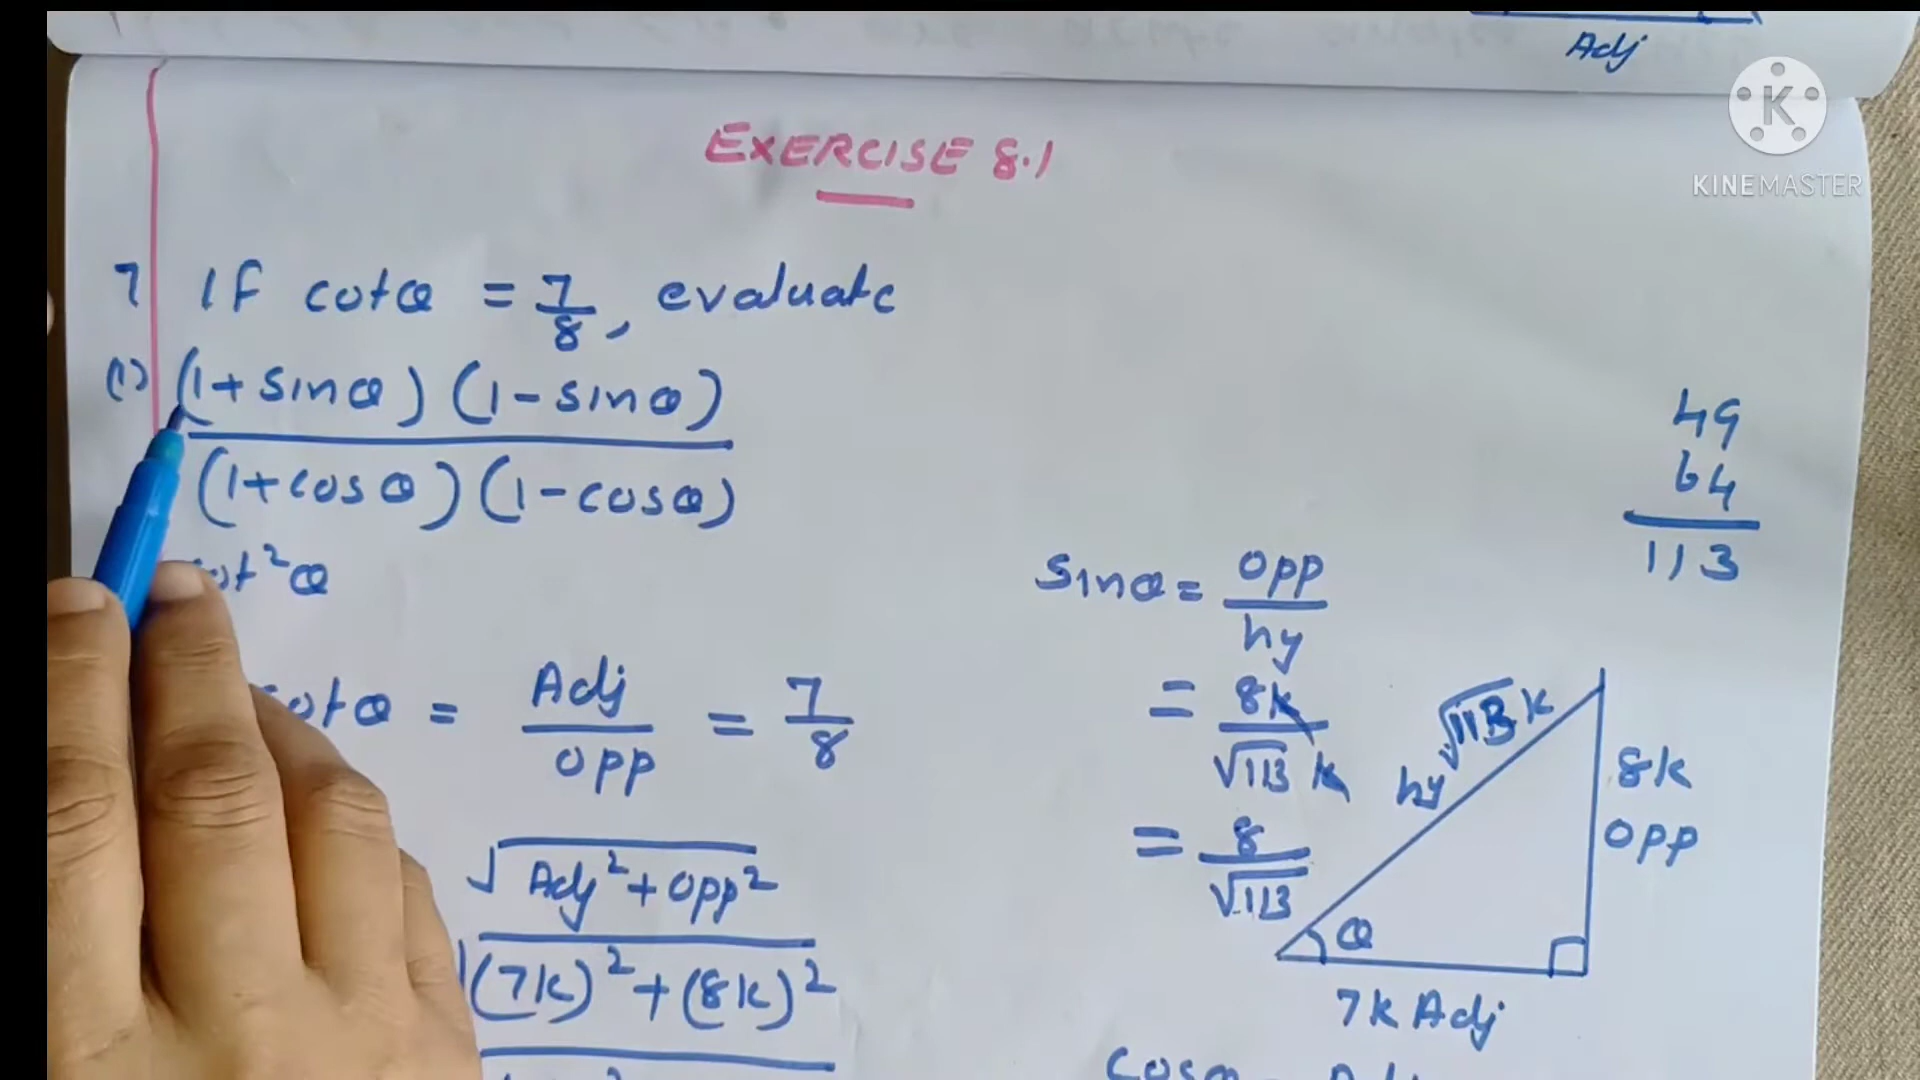 Adj
KINEMASTER
EXERCISE 8.1
7 If cotθ = 7/8, evaluate
(i) (1+sinθ)(1-sinθ)
(1+cosθ)(1-cosθ)
cot²θ
cotθ = Adj/opp = 7/8
√Adj²+opp²
√(7k)²+(8k)²
49
64
113
sinθ = opp/hy
= 8k/√113 k
= 8/√113
hy √113 k
8k
opp
θ
7k Adj